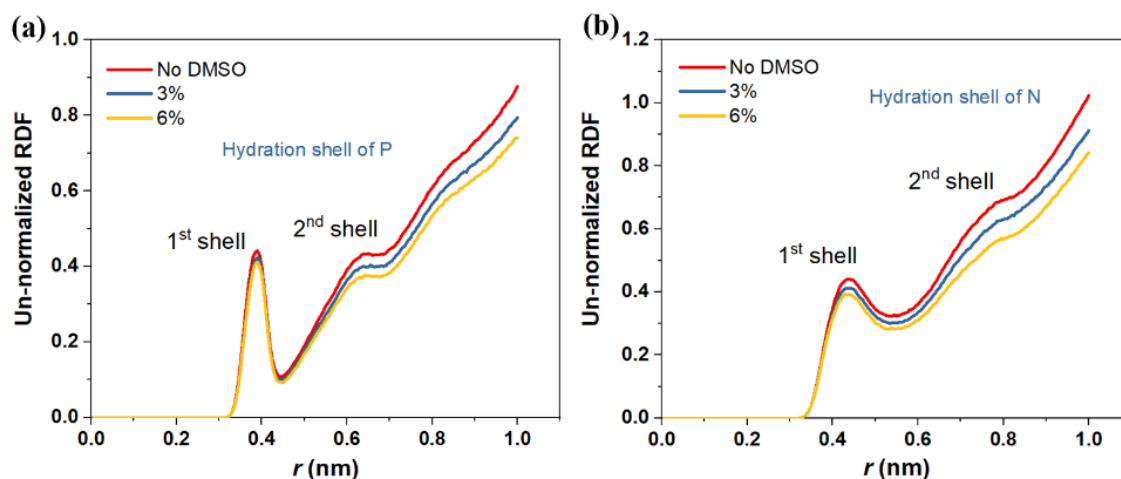 (a)
1.0
0.8
0.6
0.4
0.2
0.0
Un-normalized RDF
No DMSO
3%
6%
Hydration shell of P
1st shell
2nd shell
0.0 0.2 0.4 0.6 0.8 1.0
r (nm)
(b)
1.2
1.0
0.8
0.6
0.4
0.2
0.0
Un-normalized RDF
No DMSO
3%
6%
Hydration shell of N
2nd shell
1st shell
0.0 0.2 0.4 0.6 0.8 1.0
r (nm)